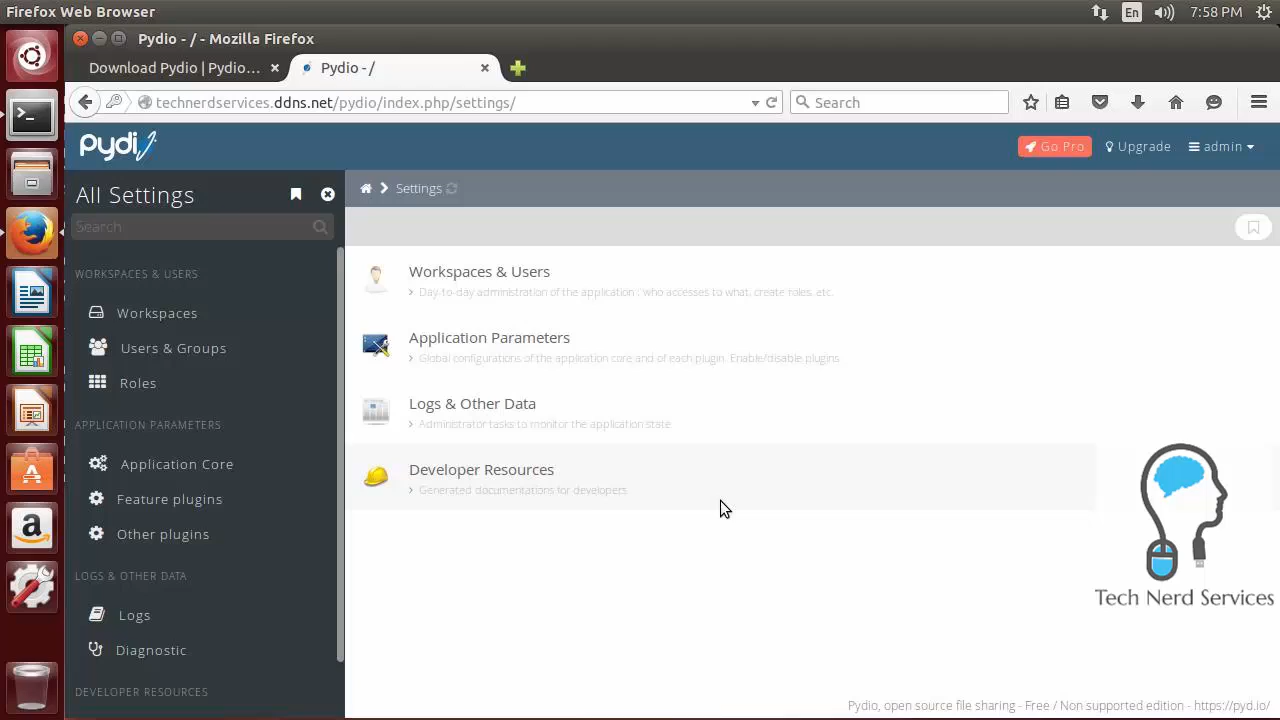 Firefox Web Browser
En
7:58 PM
Pydio - / - Mozilla Firefox
Download Pydio | Pydio...
Pydio - /
technerdservices.ddns.net/pydio/index.php/settings/
Search
pydio
Go Pro
Upgrade
admin
All Settings
Search
WORKSPACES & USERS
Workspaces
Users & Groups
Roles
APPLICATION PARAMETERS
Application Core
Feature plugins
Other plugins
LOGS & OTHER DATA
Logs
Diagnostic
DEVELOPER RESOURCES
Settings
Workspaces & Users
Day-to-day administration of the application : who accesses to what, create roles, etc.
Application Parameters
Global configurations of the application core and of each plugin. Enable/disable plugins
Logs & Other Data
Administrator tasks to monitor the application state
Developer Resources
Generated documentations for developers
Tech Nerd Services
Pydio, open source file sharing - Free / Non supported edition - https://pyd.io/